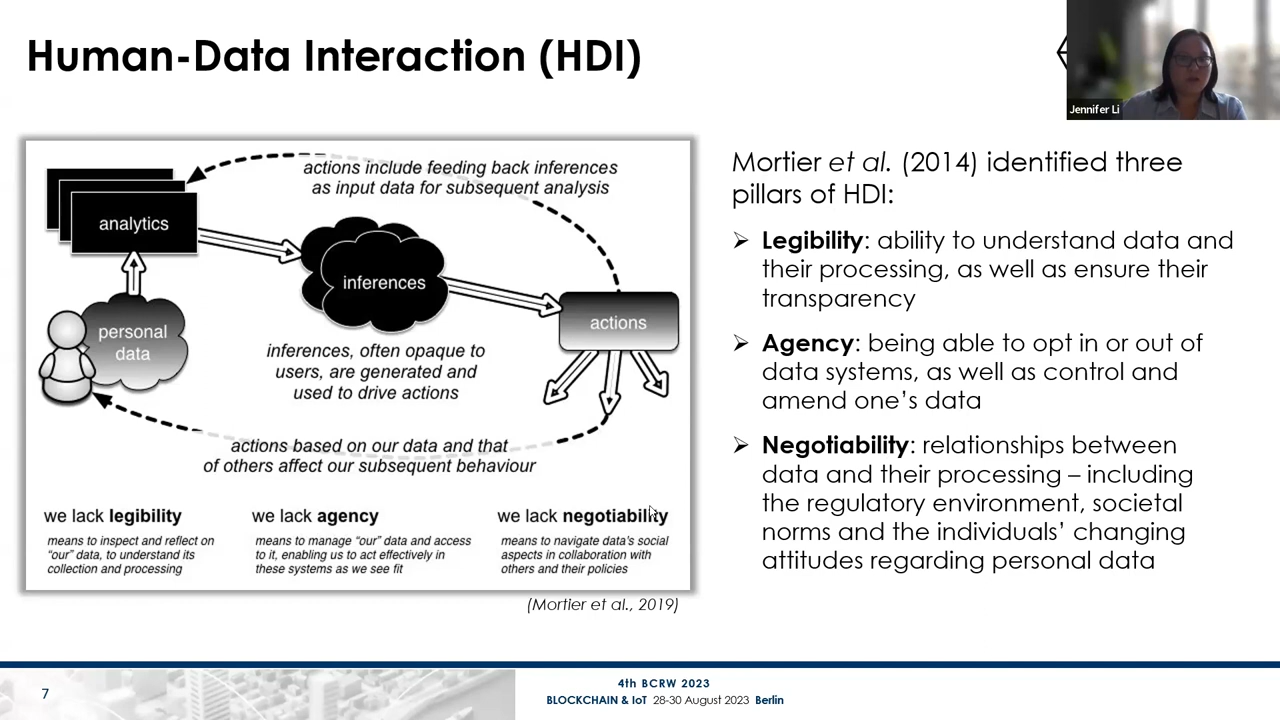 Human-Data Interaction (HDI)
Jennifer Li
actions include feeding back inferences
as input data for subsequent analysis
analytics
inferences
personal
data
actions
inferences, often opaque to
users, are generated and
used to drive actions
actions based on our data and that
of others affect our subsequent behaviour
we lack legibility
means to inspect and reflect on
“our” data, to understand its
collection and processing
we lack agency
means to manage “our” data and access
to it, enabling us to act effectively in
these systems as we see fit
we lack negotiability
means to navigate data’s social
aspects in collaboration with
others and their policies
(Mortier et al., 2019)
Mortier et al. (2014) identified three
pillars of HDI:
➢ Legibility: ability to understand data and
their processing, as well as ensure their
transparency
➢ Agency: being able to opt in or out of
data systems, as well as control and
amend one’s data
➢ Negotiability: relationships between
data and their processing – including
the regulatory environment, societal
norms and the individuals’ changing
attitudes regarding personal data
7
4th BCRW 2023
BLOCKCHAIN & IoT 28-30 August 2023 Berlin